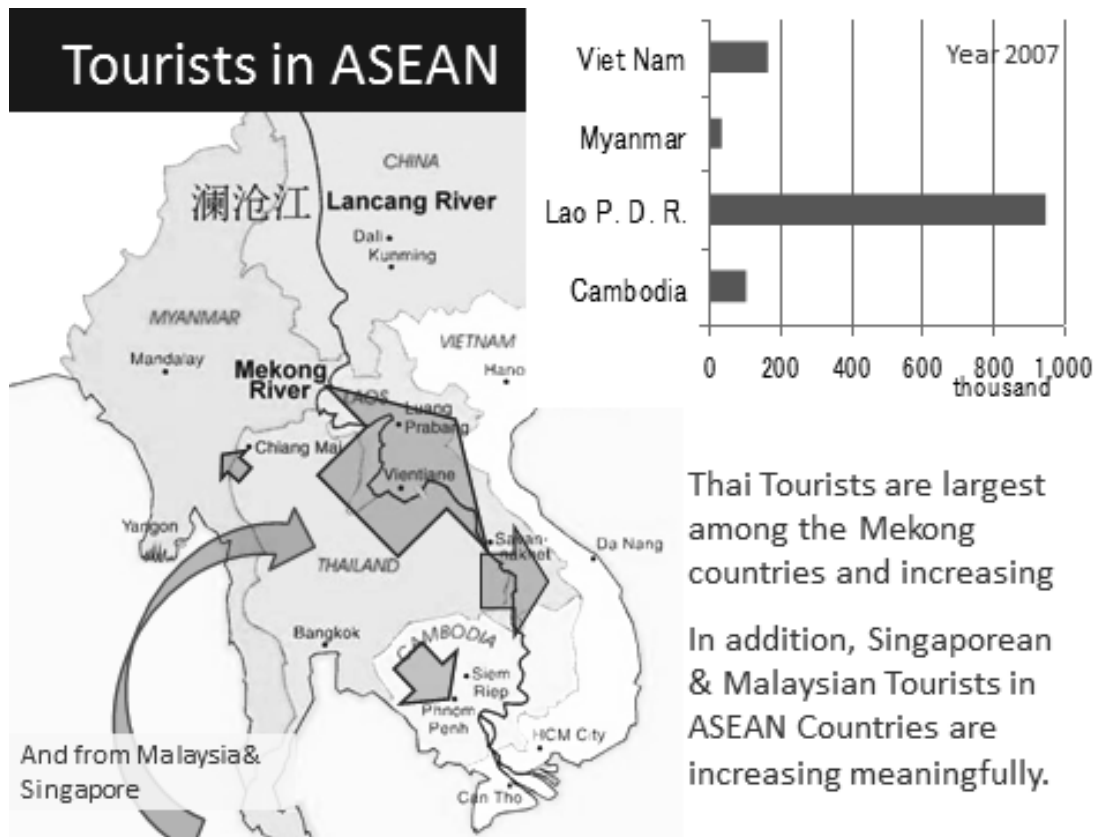 Tourists in ASEAN
Year 2007
Viet Nam
Myanmar
Lao P. D. R.
Cambodia
0 200 400 600 800 1,000
thousand
CHINA
澜沧江 Lancang River
Dali
Kunming
MYANMAR
VIETNAM
Mandalay
Hano
Mekong
River
LAOS
Luang
Prabang
Chiang Mai
Vientiane
Yangon
Savan-
nakhet
Da Nang
THAILAND
Bangkok
CAMBODIA
Siem
Riep
Phnom
Penh
HCM City
Can Tho
And from Malaysia&
Singapore
Thai Tourists are largest
among the Mekong
countries and increasing
In addition, Singaporean
& Malaysian Tourists in
ASEAN Countries are
increasing meaningfully.